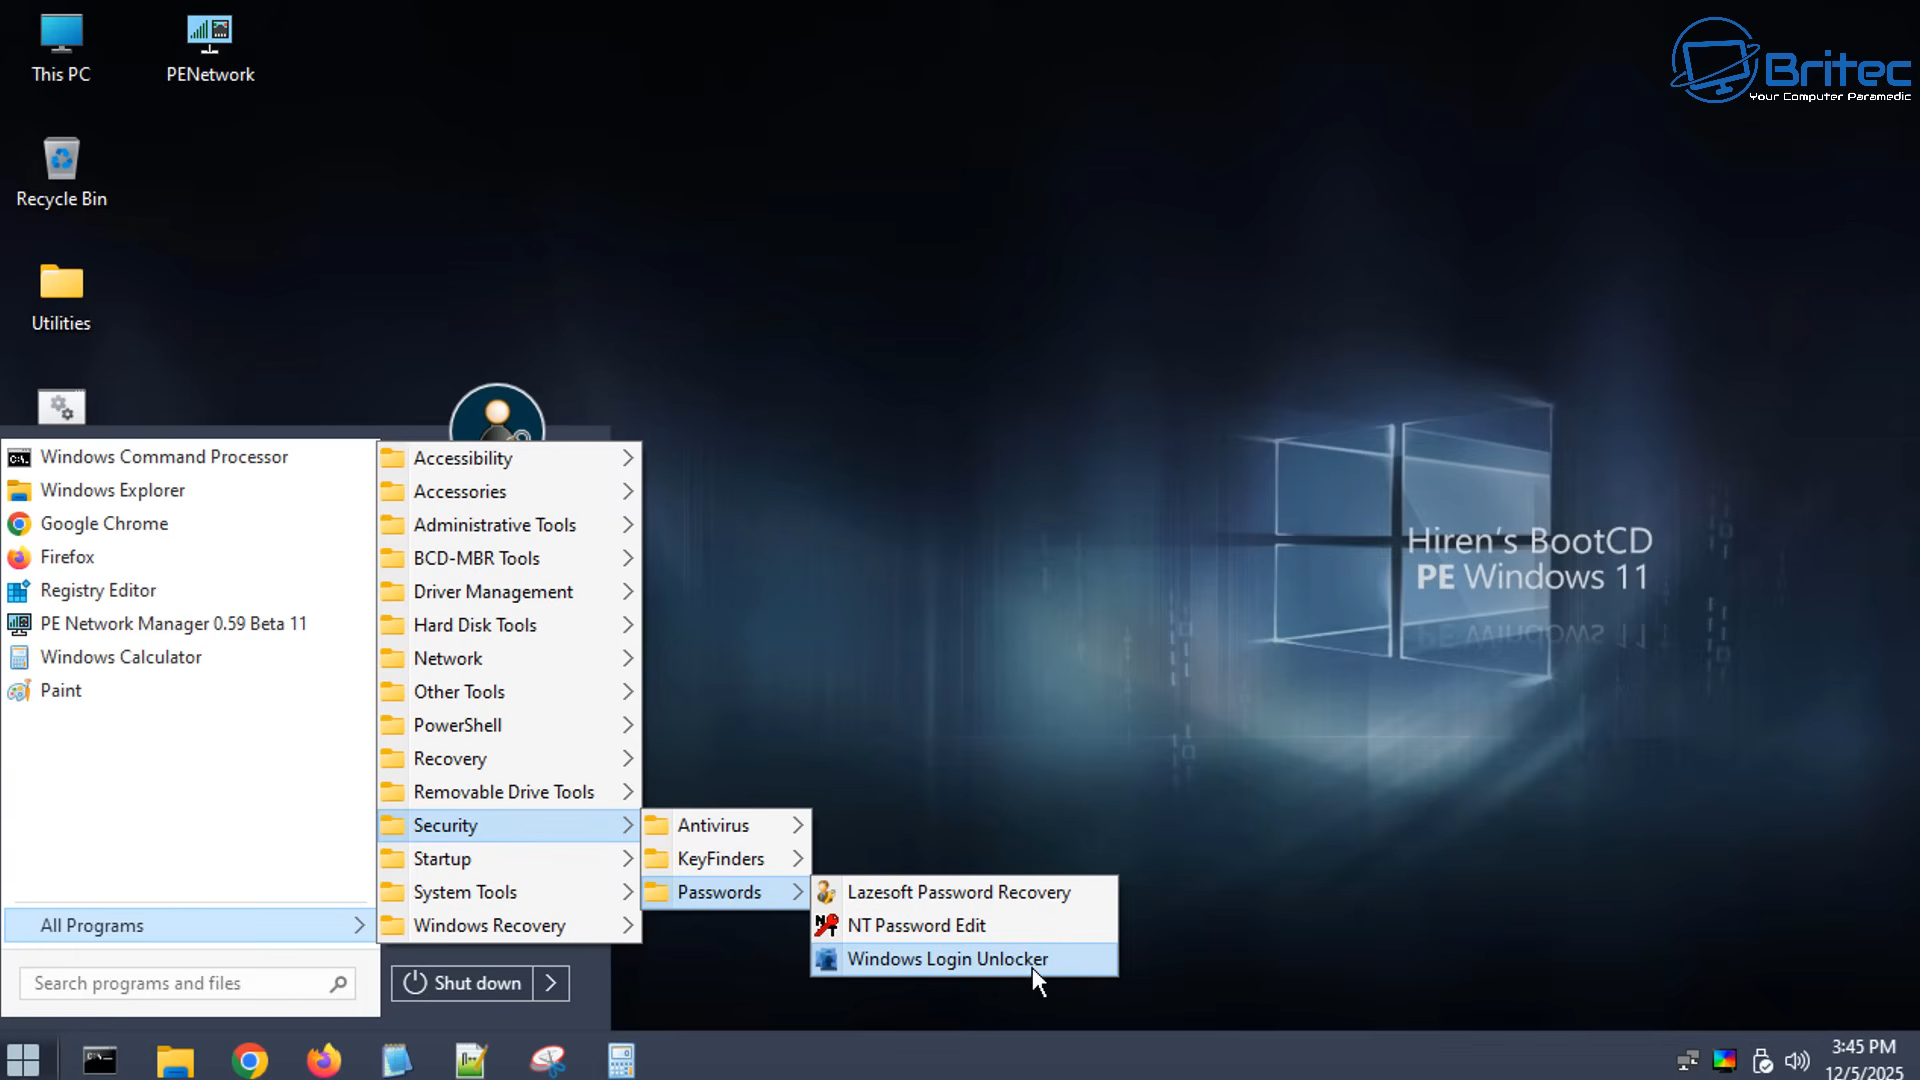 This PC
PENetwork
Britec
Your Computer Paramedic
Recycle Bin
Utilities
Windows Command Processor
Windows Explorer
Google Chrome
Firefox
Registry Editor
PE Network Manager 0.59 Beta 11
Windows Calculator
Paint
All Programs
Search programs and files
Shut down
Accessibility
Accessories
Administrative Tools
BCD-MBR Tools
Driver Management
Hard Disk Tools
Network
Other Tools
PowerShell
Recovery
Removable Drive Tools
Security
Startup
System Tools
Windows Recovery
Antivirus
KeyFinders
Passwords
Lazesoft Password Recovery
NT Password Edit
Windows Login Unlocker
Hiren's BootCD
PE Windows 11
3:45 PM
12/5/2025